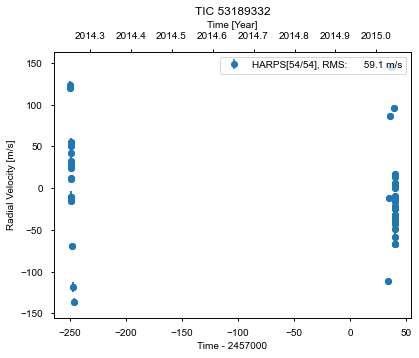 TIC 53189332
Time [Year]
2014.3 2014.4 2014.5 2014.6 2014.7 2014.8 2014.9 2015.0
HARPS[54/54], RMS: 59.1 m/s
150
100
50
0
−50
−100
−150
Radial Velocity [m/s]
−250 −200 −150 −100 −50 0 50
Time - 2457000